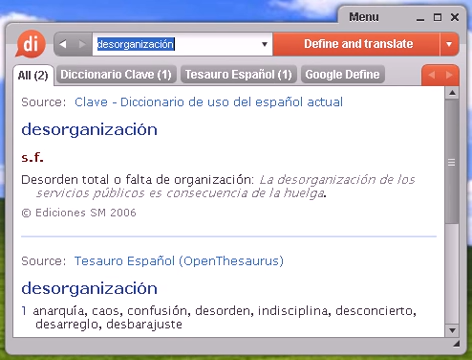 Menu
di
desorganización
Define and translate
All (2)
Diccionario Clave (1)
Tesauro Español (1)
Google Define
Source: Clave - Diccionario de uso del español actual
desorganización
s.f.
Desorden total o falta de organización: La desorganización de los
servicios públicos es consecuencia de la huelga.
© Ediciones SM 2006
Source: Tesauro Español (OpenThesaurus)
desorganización
1 anarquía, caos, confusión, desorden, indisciplina, desconcierto,
desarreglo, desbarajuste